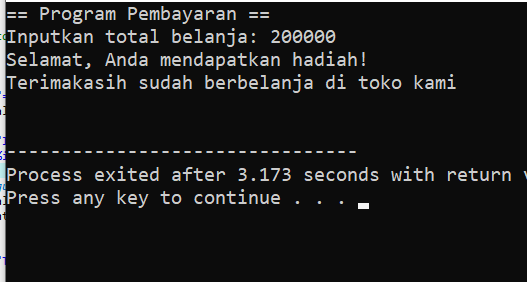 == Program Pembayaran ==
Inputkan total belanja: 200000
Selamat, Anda mendapatkan hadiah!
Terimakasih sudah berbelanja di toko kami
--------------------------------
Process exited after 3.173 seconds with return
Press any key to continue . . .